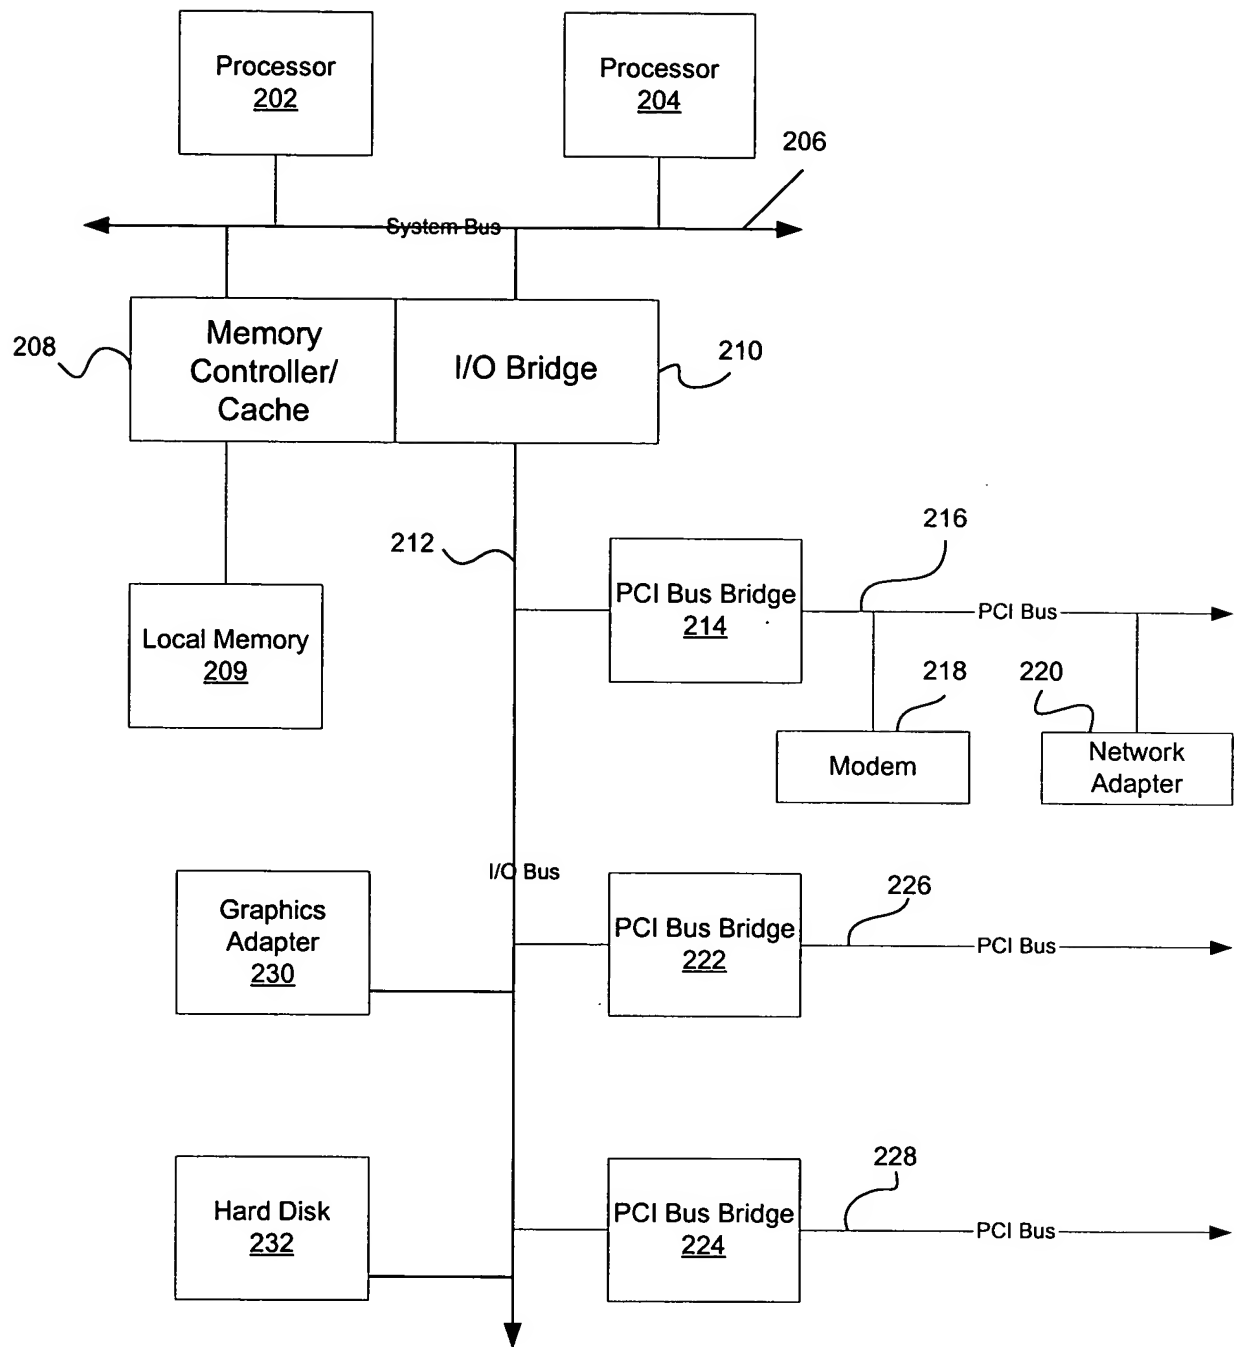 Processor
202
Processor
204
206
System Bus
208
Memory
Controller/
Cache
I/O Bridge
210
212
216
PCI Bus Bridge
214
PCI Bus
Local Memory
209
218
220
Modem
Network
Adapter
I/O Bus
226
Graphics
Adapter
230
PCI Bus Bridge
222
PCI Bus
228
Hard Disk
232
PCI Bus Bridge
224
PCI Bus